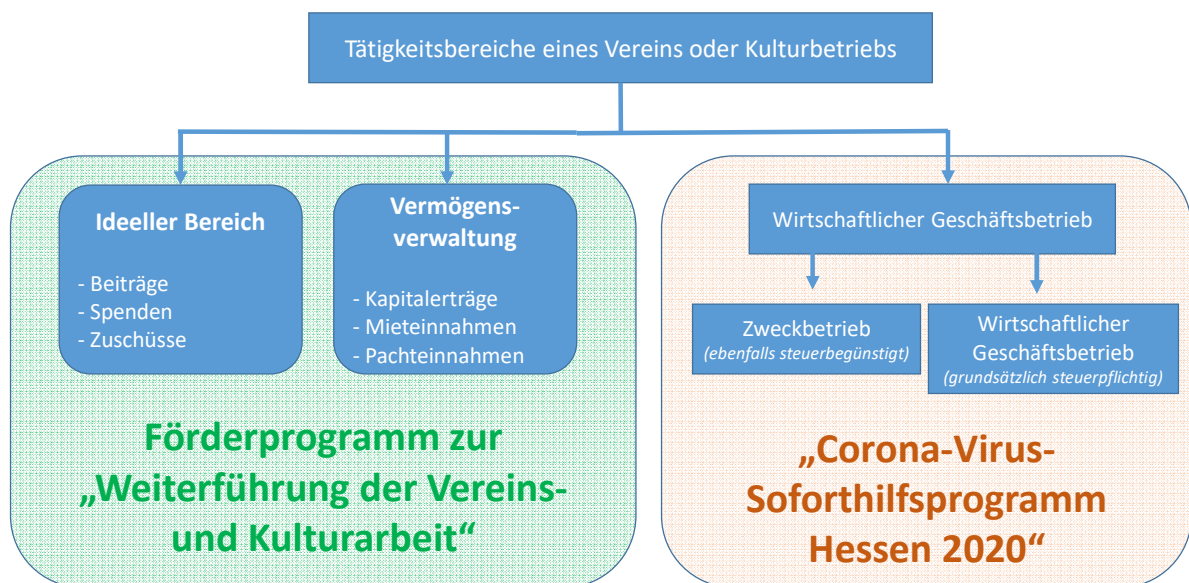 Tätigkeitsbereiche eines Vereins oder Kulturbetriebs
Ideeller Bereich
- Beiträge
- Spenden
- Zuschüsse
Vermögens-
verwaltung
- Kapitalerträge
- Mieteinnahmen
- Pachteinnahmen
Förderprogramm zur
„Weiterführung der Vereins-
und Kulturarbeit“
Wirtschaftlicher Geschäftsbetrieb
Zweckbetrieb
(ebenfalls steuerbegünstigt)
Wirtschaftlicher
Geschäftsbetrieb
(grundsätzlich steuerpflichtig)
„Corona-Virus-
Soforthilfsprogramm
Hessen 2020“